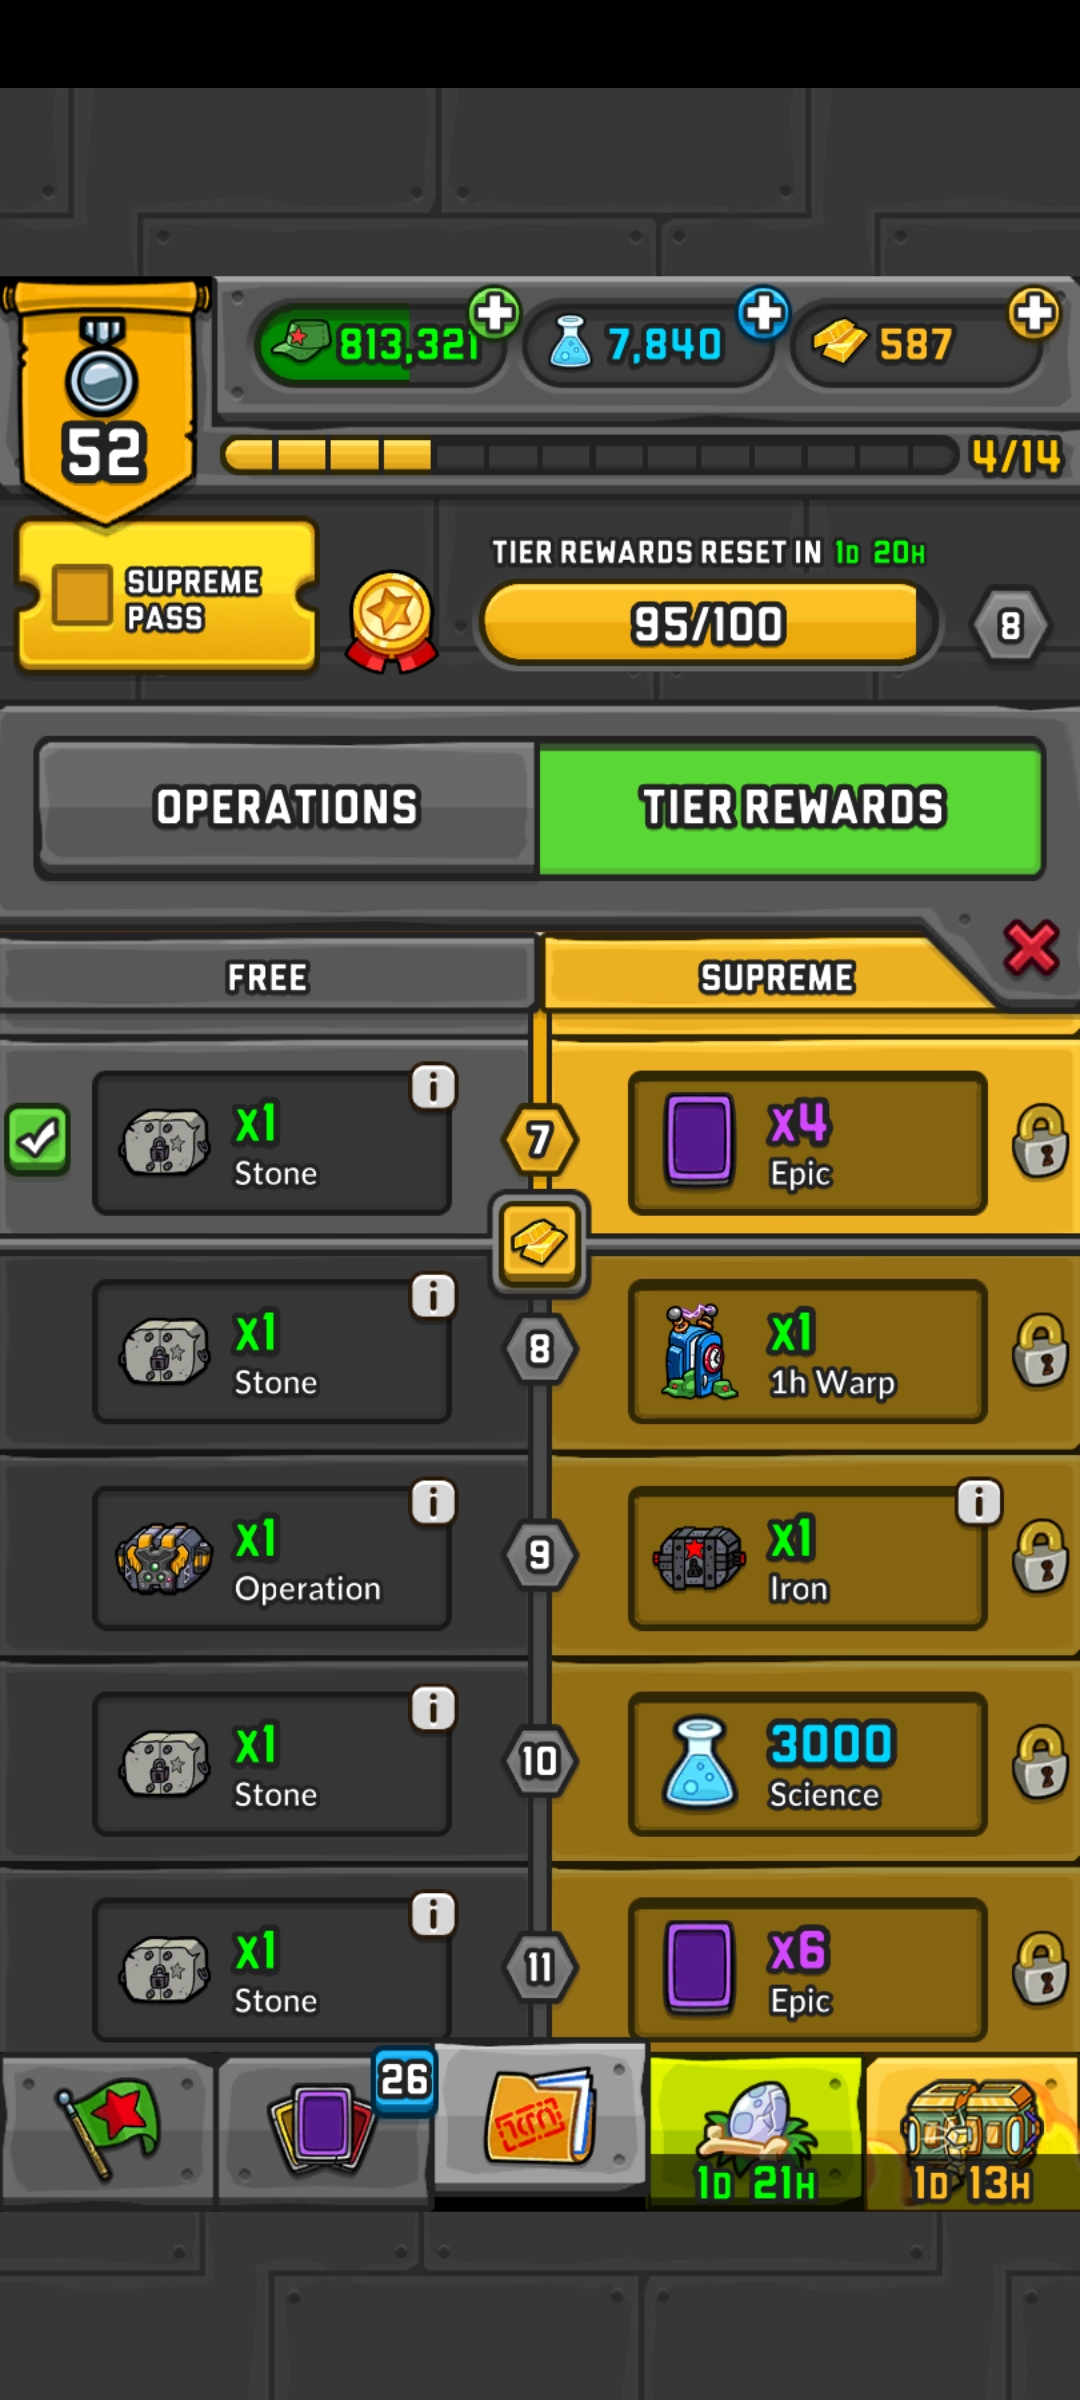 813,321
7,840
587
52
4/14
SUPREME
PASS
TIER REWARDS RESET IN 1D 20H
95/100
8
OPERATIONS
TIER REWARDS
FREE
SUPREME
i
x1
Stone
7
x4
Epic
i
x1
Stone
8
x1
1h Warp
i
x1
Operation
9
i
x1
Iron
i
x1
Stone
10
3000
Science
i
x1
Stone
11
x6
Epic
26
1D 21H
1D 13H